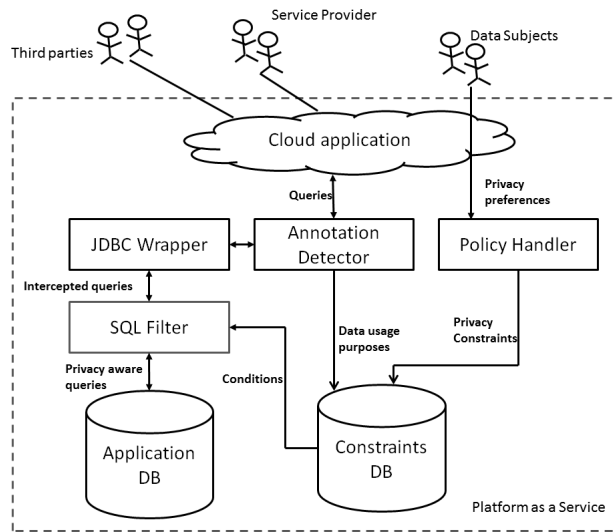 Service Provider
Third parties
Data Subjects
Cloud application
Queries
Privacy
preferences
JDBC Wrapper
Annotation
Detector
Policy Handler
Intercepted queries
SQL Filter
Data usage
purposes
Privacy
Constraints
Privacy aware
queries
Conditions
Application
DB
Constraints
DB
Platform as a Service